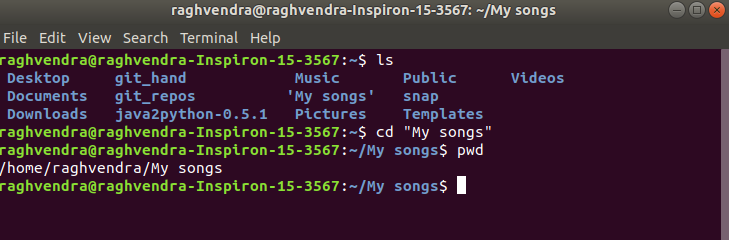 raghvendra@raghvendra-Inspiron-15-3567: ~/My songs
File Edit View Search Terminal Help
raghvendra@raghvendra-Inspiron-15-3567:~$ ls
Desktop git_hand Music Public Videos
Documents git_repos 'My songs' snap
Downloads java2python-0.5.1 Pictures Templates
raghvendra@raghvendra-Inspiron-15-3567:~$ cd "My songs"
raghvendra@raghvendra-Inspiron-15-3567:~/My songs$ pwd
/home/raghvendra/My songs
raghvendra@raghvendra-Inspiron-15-3567:~/My songs$